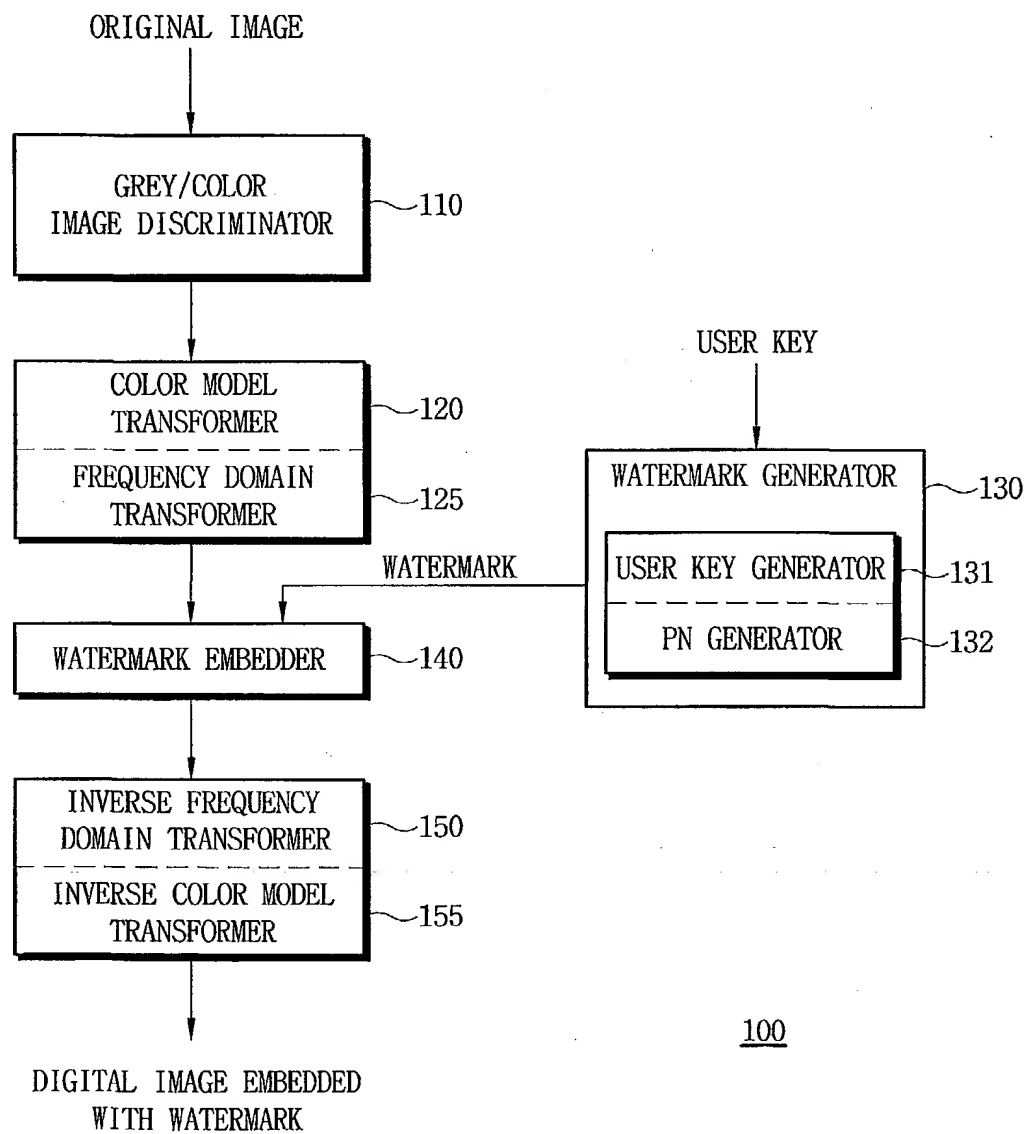 ORIGINAL IMAGE
GREY/COLOR
IMAGE DISCRIMINATOR
110
COLOR MODEL
TRANSFORMER
120
FREQUENCY DOMAIN
TRANSFORMER
125
USER KEY
WATERMARK GENERATOR
130
USER KEY GENERATOR
131
PN GENERATOR
132
WATERMARK
WATERMARK EMBEDDER
140
INVERSE FREQUENCY
DOMAIN TRANSFORMER
150
INVERSE COLOR MODEL
TRANSFORMER
155
100
DIGITAL IMAGE EMBEDDED
WITH WATERMARK